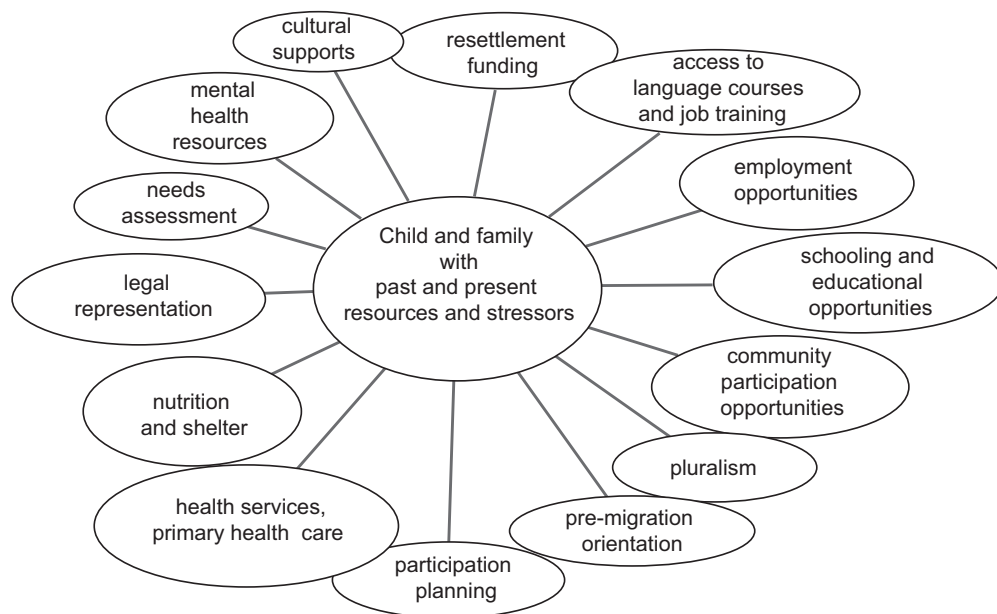 cultural
supports
resettlement
funding
access to
language courses
and job training
mental
health
resources
employment
opportunities
needs
assessment
Child and family
with
past and present
resources and stressors
schooling and
educational
opportunities
legal
representation
community
participation
opportunities
nutrition
and shelter
pluralism
health services,
primary health care
pre-migration
orientation
participation
planning